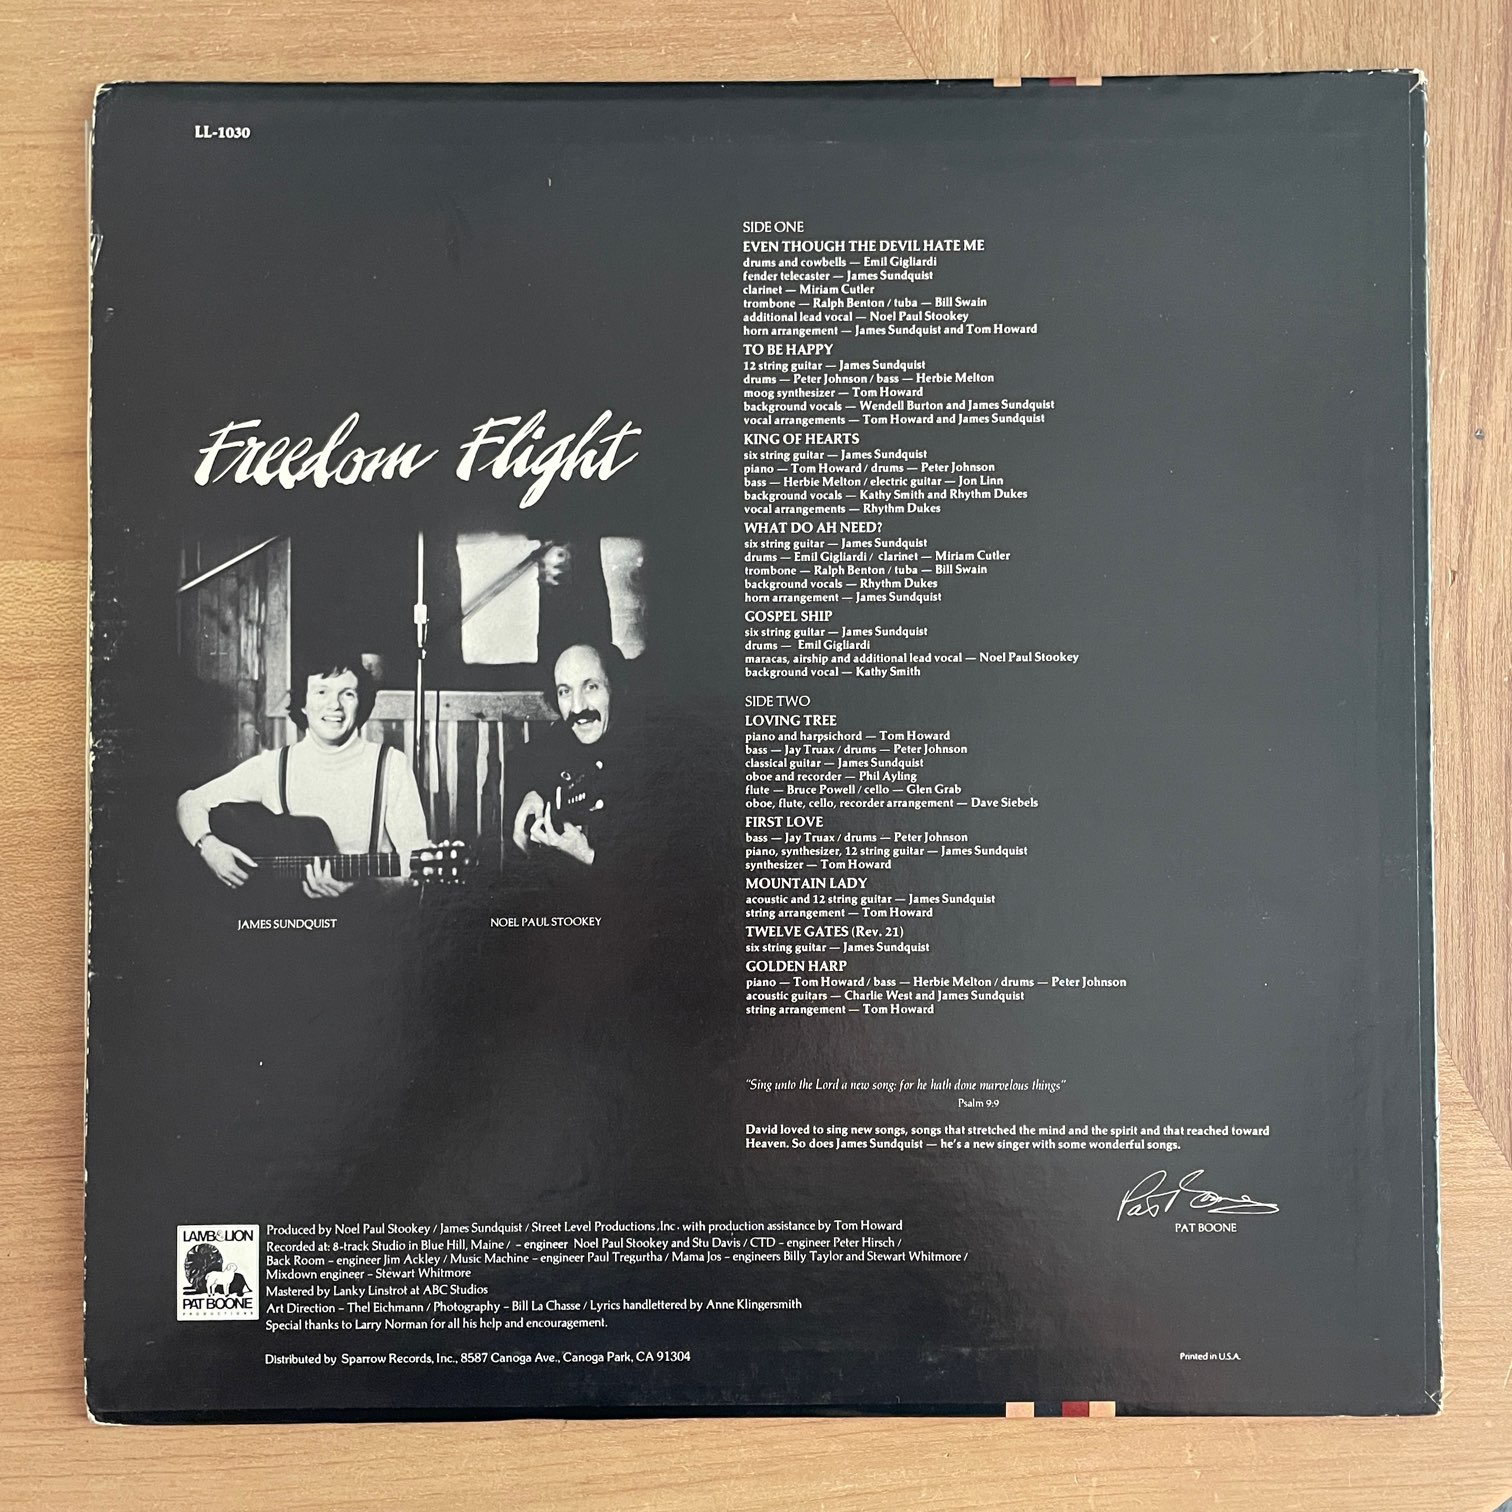 LL-1030
Freedom Flight
JAMES SUNDQUIST
NOEL PAUL STOOKEY
SIDE ONE
EVEN THOUGH THE DEVIL HATE ME
drums and cowbells — Emil Gigliardi
fender telecaster — James Sundquist
clarinet — Miriam Cutler
trombone — Ralph Benton / tuba — Bill Swain
additional lead vocal — Noel Paul Stookey
horn arrangement — James Sundquist and Tom Howard
TO BE HAPPY
12 string guitar — James Sundquist
drums — Peter Johnson / bass — Herbie Melton
moog synthesizer — Tom Howard
background vocals — Wendell Burton and James Sundquist
vocal arrangements — Tom Howard and James Sundquist
KING OF HEARTS
six string guitar — James Sundquist
piano — Tom Howard / drums — Peter Johnson
bass — Herbie Melton / electric guitar — Jon Linn
background vocals — Kathy Smith and Rhythm Dukes
vocal arrangements — Rhythm Dukes
WHAT DO AH NEED?
six string guitar — James Sundquist
drums — Emil Gigliardi / clarinet — Miriam Cutler
trombone — Ralph Benton / tuba — Bill Swain
background vocals — Rhythm Dukes
horn arrangement — James Sundquist
GOSPEL SHIP
six string guitar — James Sundquist
drums — Emil Gigliardi
maracas, airship and additional lead vocal — Noel Paul Stookey
background vocal — Kathy Smith
SIDE TWO
LOVING TREE
piano and harpsichord — Tom Howard
bass — Jay Truax / drums — Peter Johnson
classical guitar — James Sundquist
oboe and recorder — Phil Ayling
flute — Bruce Powell / cello — Glen Grab
oboe, flute, cello, recorder arrangement — Dave Siebels
FIRST LOVE
bass — Jay Truax / drums — Peter Johnson
piano, synthesizer, 12 string guitar — James Sundquist
synthesizer — Tom Howard
MOUNTAIN LADY
acoustic and 12 string guitar — James Sundquist
string arrangement — Tom Howard
TWELVE GATES (Rev. 21)
six string guitar — James Sundquist
GOLDEN HARP
piano — Tom Howard / bass — Herbie Melton / drums — Peter Johnson
acoustic guitars — Charlie West and James Sundquist
string arrangement — Tom Howard
"Sing unto the Lord a new song: for he hath done marvelous things"
Psalm 9:9
David loved to sing new songs, songs that stretched the mind and the spirit and that reached toward
Heaven. So does James Sundquist — he's a new singer with some wonderful songs.
Pat Boone
PAT BOONE
LAMB & LION
PAT BOONE
PRODUCTIONS
Produced by Noel Paul Stookey / James Sundquist / Street Level Productions, Inc. with production assistance by Tom Howard
Recorded at: 8-track Studio in Blue Hill, Maine / – engineer Noel Paul Stookey and Stu Davis / CTD – engineer Peter Hirsch /
Back Room – engineer Jim Ackley / Music Machine – engineer Paul Tregurtha / Mama Jos – engineers Billy Taylor and Stewart Whitmore /
Mixdown engineer – Stewart Whitmore
Mastered by Lanky Linstrot at ABC Studios
Art Direction – Thel Eichmann / Photography – Bill La Chasse / Lyrics handlettered by Anne Klingersmith
Special thanks to Larry Norman for all his help and encouragement.
Distributed by Sparrow Records, Inc., 8587 Canoga Ave., Canoga Park, CA 91304
Printed in U.S.A.